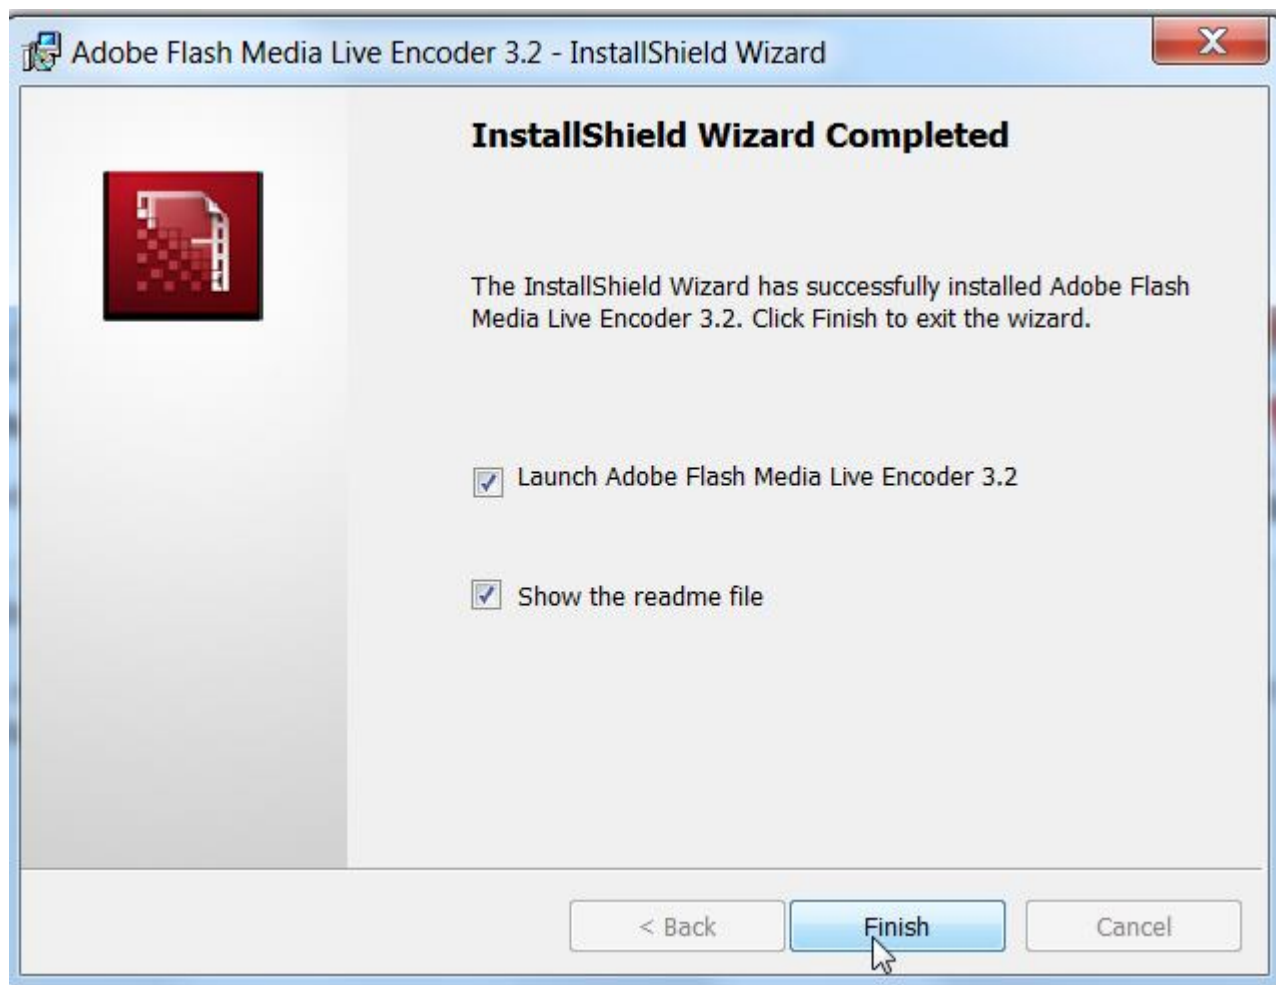 Adobe Flash Media Live Encoder 3.2 - InstallShield Wizard
X
InstallShield Wizard Completed
The InstallShield Wizard has successfully installed Adobe Flash
Media Live Encoder 3.2. Click Finish to exit the wizard.
Launch Adobe Flash Media Live Encoder 3.2
Show the readme file
< Back
Finish
Cancel